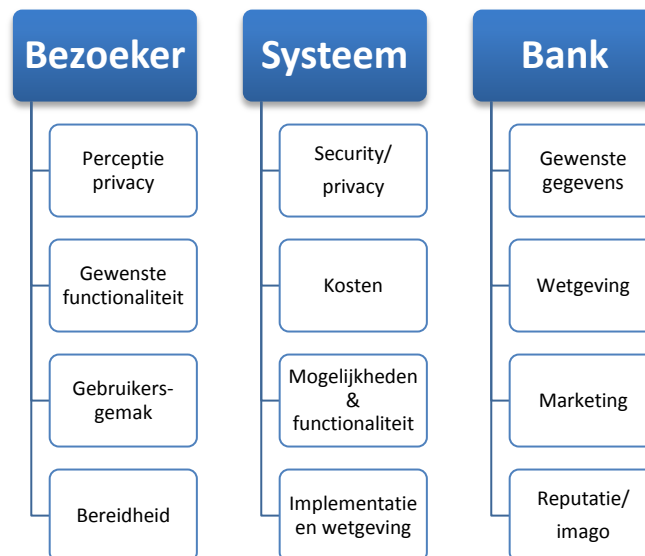 Bezoeker
Perceptie
privacy
Gewenste
functionaliteit
Gebruikers-
gemak
Bereidheid
Systeem
Security/
privacy
Kosten
Mogelijkheden
&
functionaliteit
Implementatie
en wetgeving
Bank
Gewenste
gegevens
Wetgeving
Marketing
Reputatie/
imago